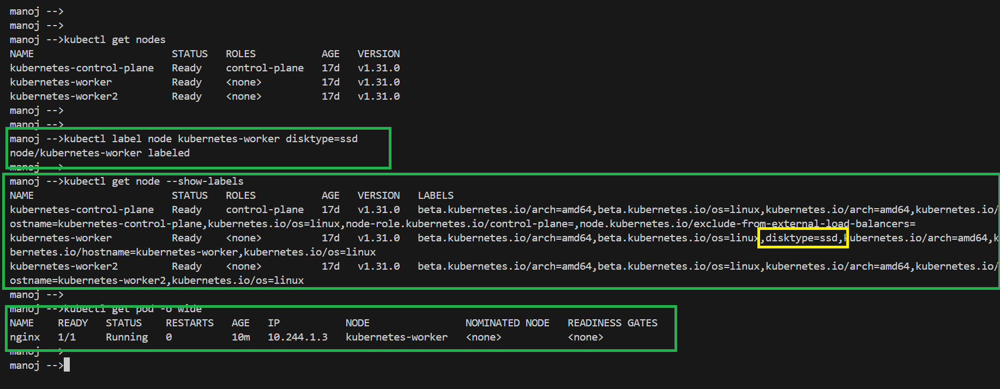 manoj -->
manoj -->
manoj -->kubectl get nodes
NAME                       STATUS   ROLES           AGE   VERSION
kubernetes-control-plane   Ready    control-plane   17d   v1.31.0
kubernetes-worker          Ready    <none>          17d   v1.31.0
kubernetes-worker2         Ready    <none>          17d   v1.31.0
manoj -->
manoj -->
manoj -->kubectl label node kubernetes-worker disktype=ssd
node/kubernetes-worker labeled
manoj -->
manoj -->kubectl get node --show-labels
NAME                       STATUS   ROLES           AGE   VERSION   LABELS
kubernetes-control-plane   Ready    control-plane   17d   v1.31.0   beta.kubernetes.io/arch=amd64,beta.kubernetes.io/os=linux,kubernetes.io/arch=amd64,kubernetes.io/
ostname=kubernetes-control-plane,kubernetes.io/os=linux,node-role.kubernetes.io/control-plane=,node.kubernetes.io/exclude-from-external-load-balancers=
kubernetes-worker          Ready    <none>          17d   v1.31.0   beta.kubernetes.io/arch=amd64,beta.kubernetes.io/os=linux,disktype=ssd,kubernetes.io/arch=amd64,k
bernetes.io/hostname=kubernetes-worker,kubernetes.io/os=linux
kubernetes-worker2         Ready    <none>          17d   v1.31.0   beta.kubernetes.io/arch=amd64,beta.kubernetes.io/os=linux,kubernetes.io/arch=amd64,kubernetes.io/
ostname=kubernetes-worker2,kubernetes.io/os=linux
manoj -->
manoj -->kubectl get pod -o wide
NAME    READY   STATUS    RESTARTS   AGE   IP           NODE                NOMINATED NODE   READINESS GATES
nginx   1/1     Running   0          10m   10.244.1.3   kubernetes-worker   <none>           <none>
manoj -->
manoj -->